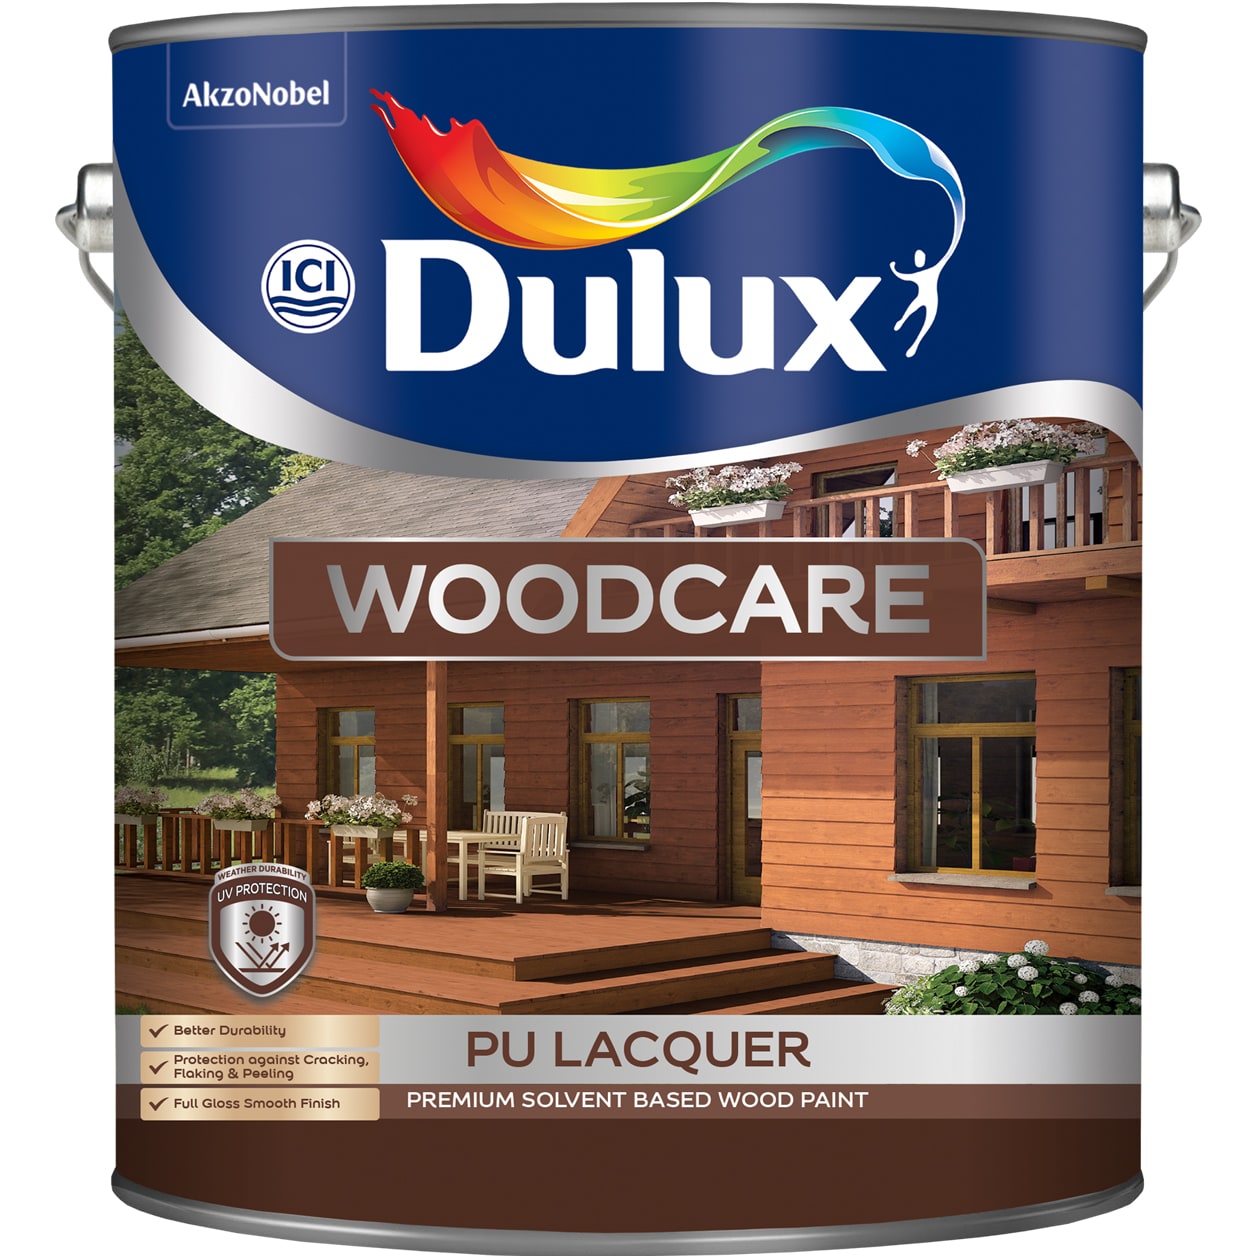 AkzoNobel
ICI
Dulux
WOODCARE
WEATHER DURABILITY
UV PROTECTION
Better Durability
Protection against Cracking,
Flaking & Peeling
Full Gloss Smooth Finish
PU LACQUER
PREMIUM SOLVENT BASED WOOD PAINT